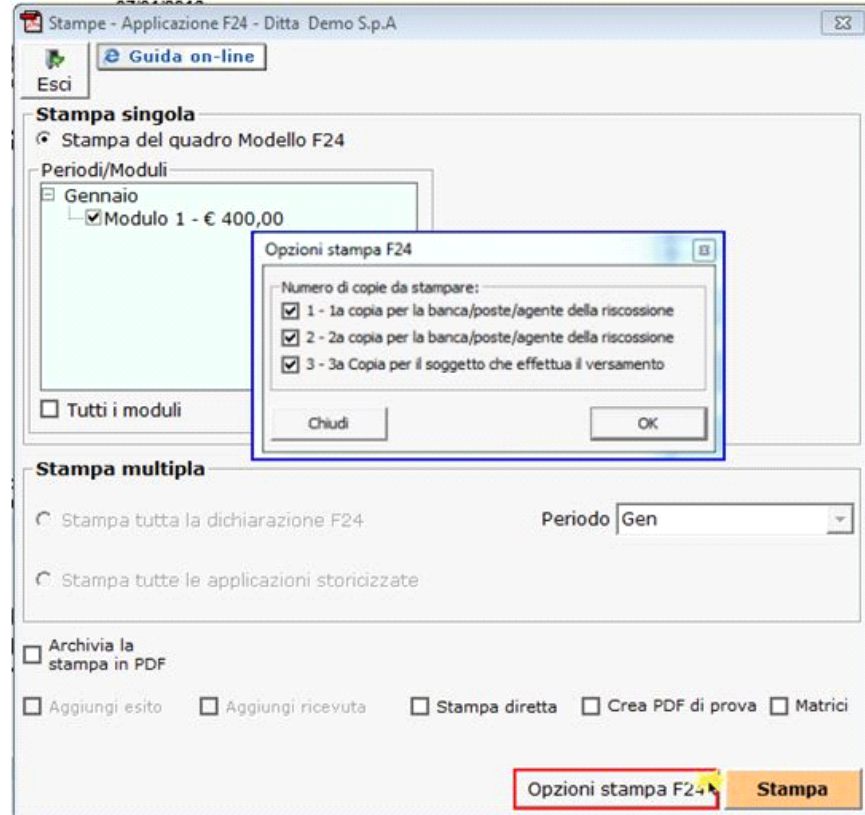 Stampe - Applicazione F24 - Ditta Demo S.p.A
Guida on-line
Esci
Stampa singola
Stampa del quadro Modello F24
Periodi/Moduli
Gennaio
Modulo 1 - € 400,00
Opzioni stampa F24
Numero di copie da stampare:
1 - 1a copia per la banca/poste/agente della riscossione
2 - 2a copia per la banca/poste/agente della riscossione
3 - 3a Copia per il soggetto che effettua il versamento
Chiudi OK
Tutti i moduli
Stampa multipla
Stampa tutta la dichiarazione F24 Periodo Gen
Stampa tutte le applicazioni storicizzate
Archivia la
stampa in PDF
Aggiungi esito Aggiungi ricevuta Stampa diretta Crea PDF di prova Matrici
Opzioni stampa F24 Stampa